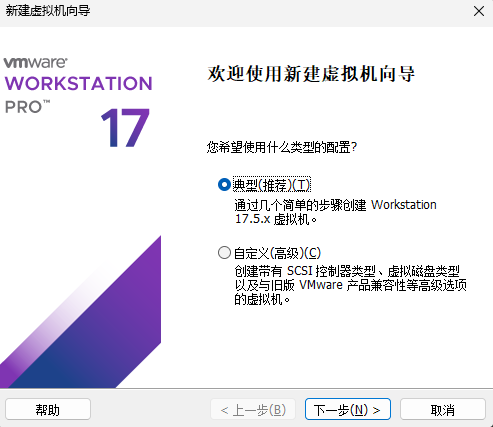 新建虚拟机向导
vmware
WORKSTATION
PRO™
17
欢迎使用新建虚拟机向导
您希望使用什么类型的配置?
典型(推荐)(T)
通过几个简单的步骤创建 Workstation
17.5.x 虚拟机。
自定义(高级)(C)
创建带有 SCSI 控制器类型、虚拟磁盘类型
以及与旧版 VMware 产品兼容性等高级选项
的虚拟机。
帮助
< 上一步(B)
下一步(N) >
取消